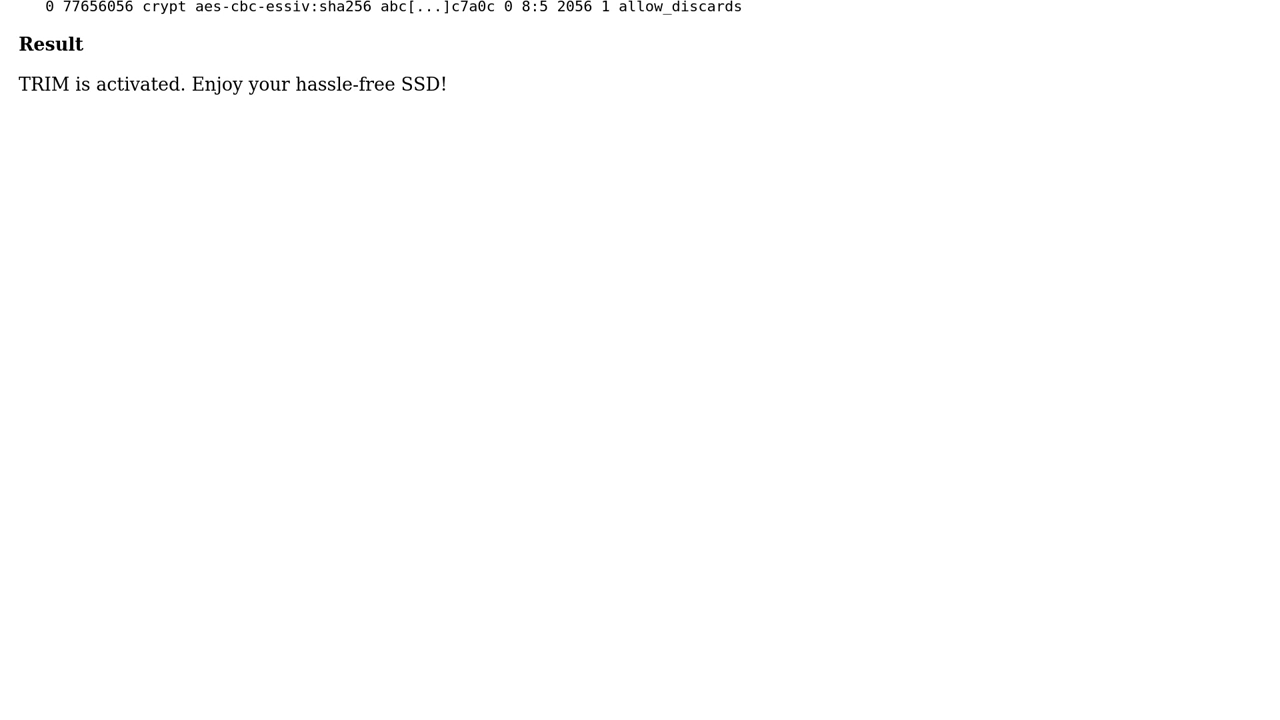 0 77656056 crypt aes-cbc-essiv:sha256 abc[...]c7a0c 0 8:5 2056 1 allow_discards
Result
TRIM is activated. Enjoy your hassle-free SSD!